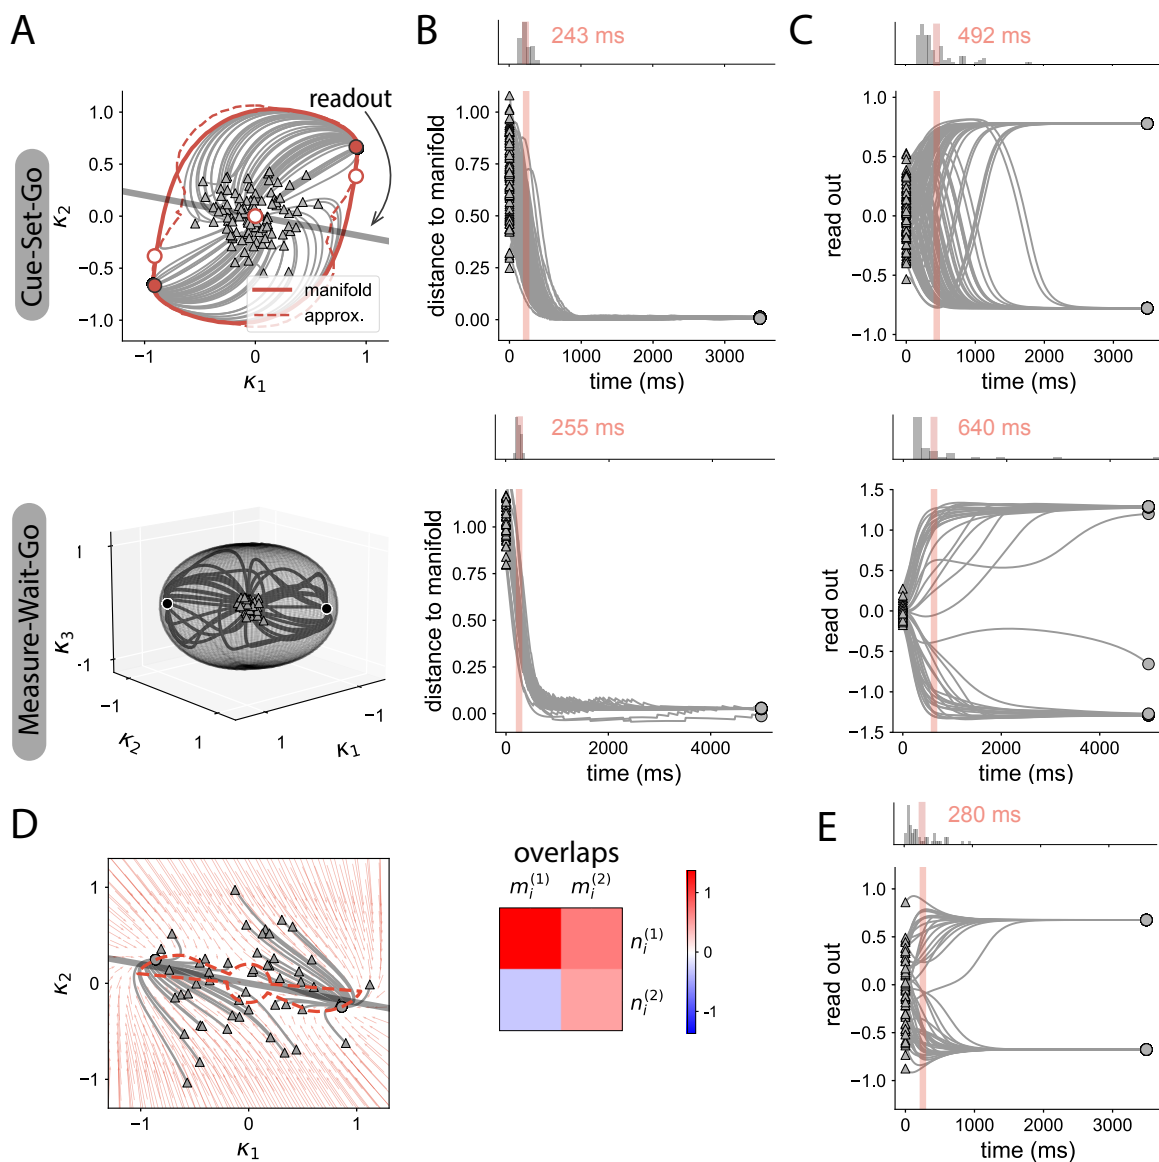 A
B
C
243 ms
492 ms
Cue-Set-Go
readout
1.0
0.5
0.0
−0.5
−1.0
κ2
−1
0
1
κ1
manifold
approx.
distance to manifold
1.00
0.75
0.50
0.25
0.00
0
1000
2000
3000
time (ms)
read out
1.0
0.5
0.0
−0.5
−1.0
0
1000
2000
3000
time (ms)
255 ms
640 ms
Measure-Wait-Go
κ3
1
−1
κ2
−1
1
κ1
1
−1
distance to manifold
1.00
0.75
0.50
0.25
0.00
0
2000
4000
time (ms)
read out
1.5
1.0
0.5
0.0
−0.5
−1.0
−1.5
0
2000
4000
time (ms)
D
E
280 ms
κ2
1
0
−1
−1
0
1
κ1
overlaps
m_i^(1) m_i^(2)
n_i^(1)
n_i^(2)
1
0
−1
read out
1.0
0.5
0.0
−0.5
−1.0
0
1000
2000
3000
time (ms)